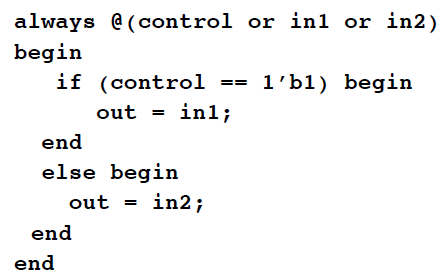 always @(control or in1 or in2)
begin
if (control == 1′b1) begin
out = in1;
end
else begin
out = in2;
end
end